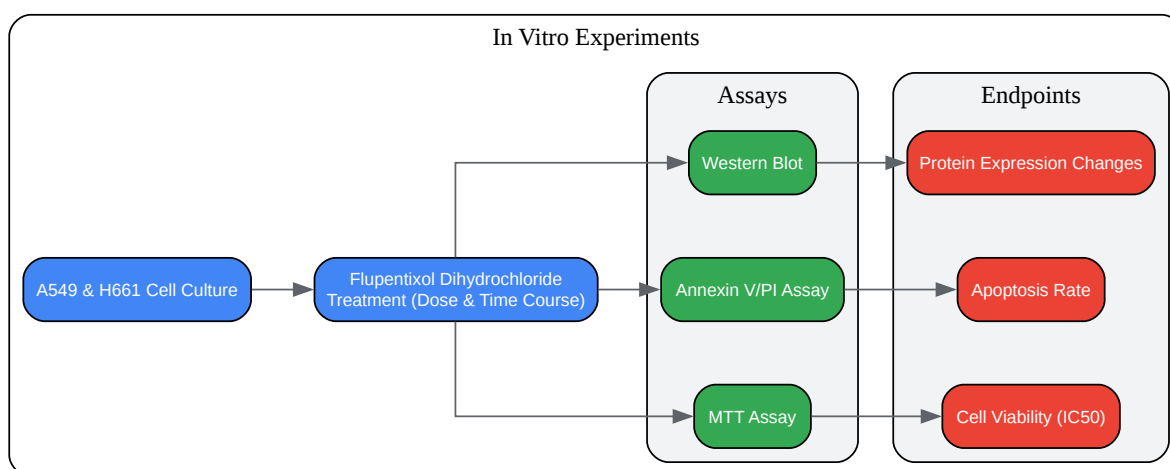 In Vitro Experiments
Assays
Endpoints
Western Blot
Protein Expression Changes
A549 & H661 Cell Culture
Flupentixol Dihydrochloride
Treatment (Dose & Time Course)
Annexin V/PI Assay
Apoptosis Rate
MTT Assay
Cell Viability (IC50)